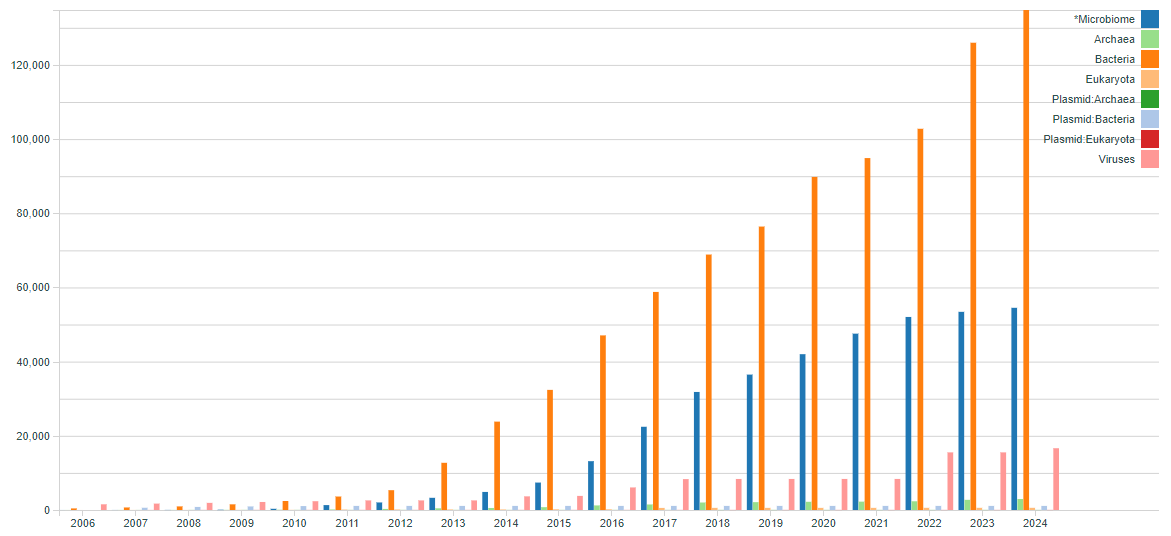 *Microbiome
Archaea
Bacteria
Eukaryota
Plasmid:Archaea
Plasmid:Bacteria
Plasmid:Eukaryota
Viruses
120,000
100,000
80,000
60,000
40,000
20,000
0
2006 2007 2008 2009 2010 2011 2012 2013 2014 2015 2016 2017 2018 2019 2020 2021 2022 2023 2024